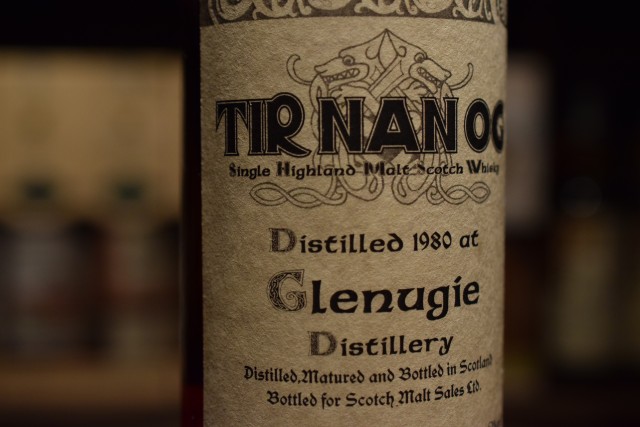 TIR NAN OG
Single Highland Malt Scotch Whisky
Distilled 1980 at
Glenugie
Distillery
Distilled, Matured and Bottled in Scotland
Bottled for Scotch Malt Sales Ltd.